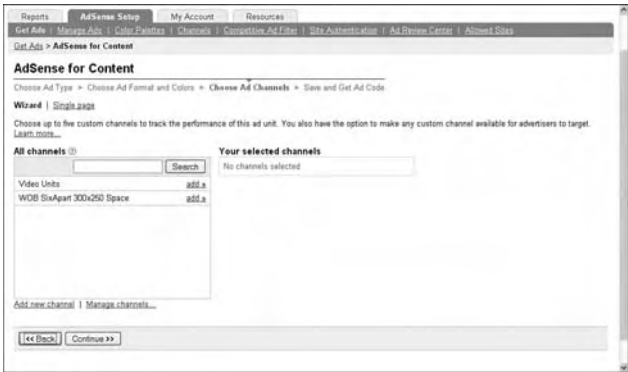 Reports AdSense Setup My Account Resources
Get Ads | Manage Ads | Color Palettes | Channels | Competitive Ad Filter | Site Authentication | Ad Review Center | Allowed Sites
Get Ads > AdSense for Content
AdSense for Content
Choose Ad Type > Choose Ad Format and Colors > Choose Ad Channels > Save and Get Ad Code
Wizard | Single page
Choose up to five custom channels to track the performance of this ad unit. You also have the option to make any custom channel available for advertisers to target.
Learn more...
All channels (?) Your selected channels
Search No channels selected
Video Units add »
WOB SixApart 300x250 Space add »
Add new channel | Manage channels...
<< Back Continue >>